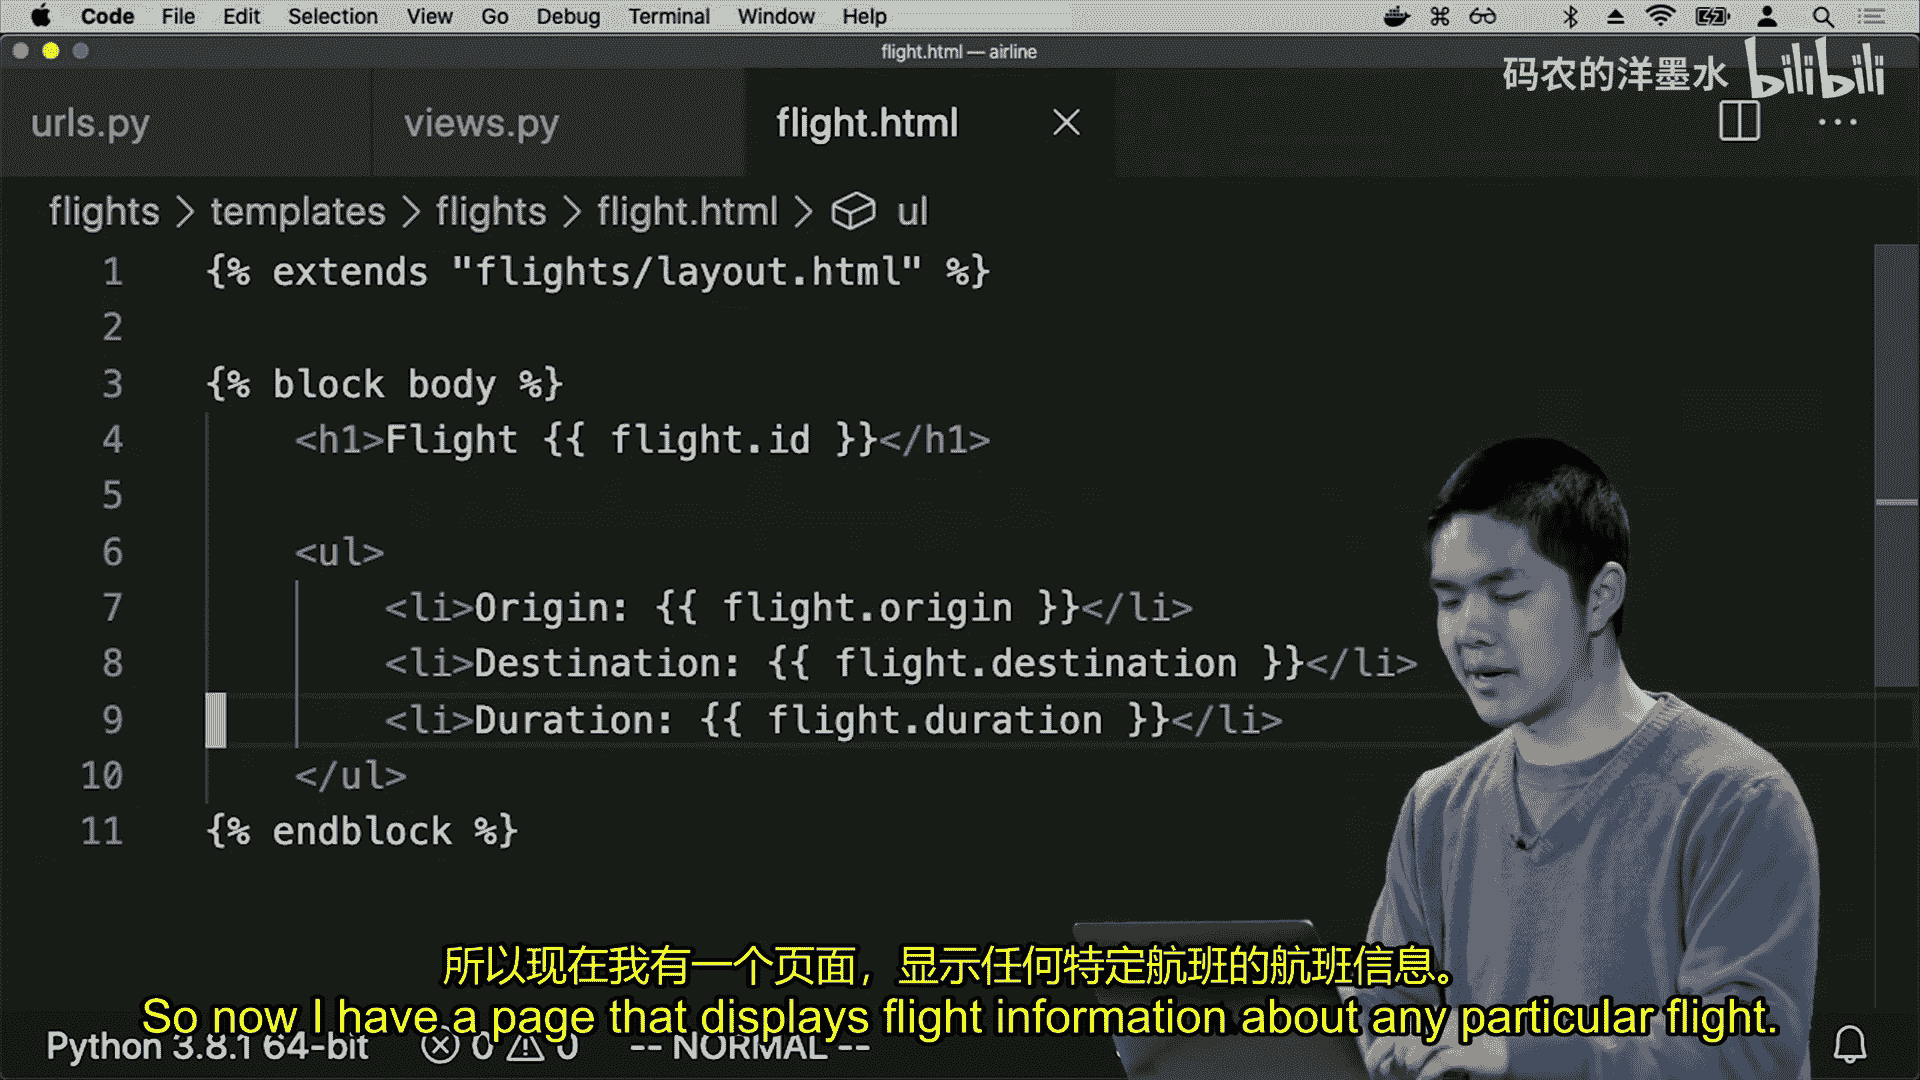 Code File Edit Selection View Go Debug Terminal Window Help
flight.html — airline
码农的洋墨水 bilibili
urls.py views.py flight.html
flights > templates > flights > flight.html > ul
1 {% extends "flights/layout.html" %}
2
3 {% block body %}
4 <h1>Flight {{ flight.id }}</h1>
5
6 <ul>
7 <li>Origin: {{ flight.origin }}</li>
8 <li>Destination: {{ flight.destination }}</li>
9 <li>Duration: {{ flight.duration }}</li>
10 </ul>
11 {% endblock %}
所以现在我有一个页面，显示任何特定航班的航班信息。
So now I have a page that displays flight information about any particular flight.
Python 3.8.1 64-bit 0 0 -- NORMAL --